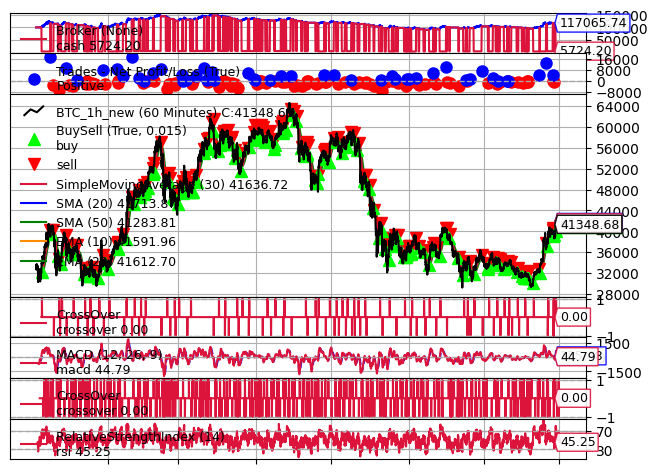 Broker (None)
cash 5724.20
150000
117065.74
50000
5724.20
Trades - Net Profit/Loss (True)
Positive
16000
8000
0
−8000
BTC_1h_new (60 Minutes) C:41348.68
BuySell (True, 0.015)
buy
sell
SimpleMovingAverage (30) 41636.72
SMA (20)
SMA (50) 41283.81
EMA (10) 41591.96
41612.70
64000
60000
56000
52000
48000
44000
41348.68
40000
36000
32000
28000
CrossOver
crossover 0.00
1
0.00
−1
MACD (12, 26, 9)
macd 44.79
1500
44.79
−1500
CrossOver
crossover 0.00
1
0.00
−1
RelativeStrengthIndex (14)
rsi 45.25
70
45.25
30